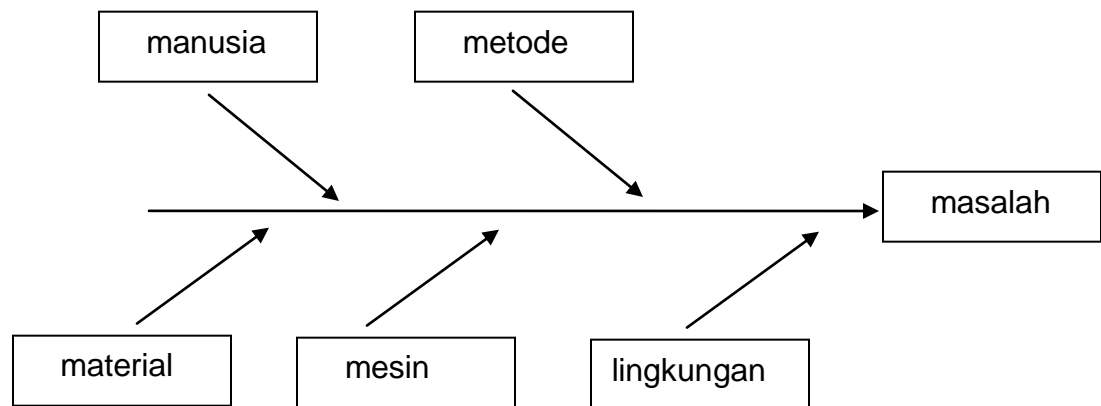 manusia
metode
masalah
material
mesin
lingkungan